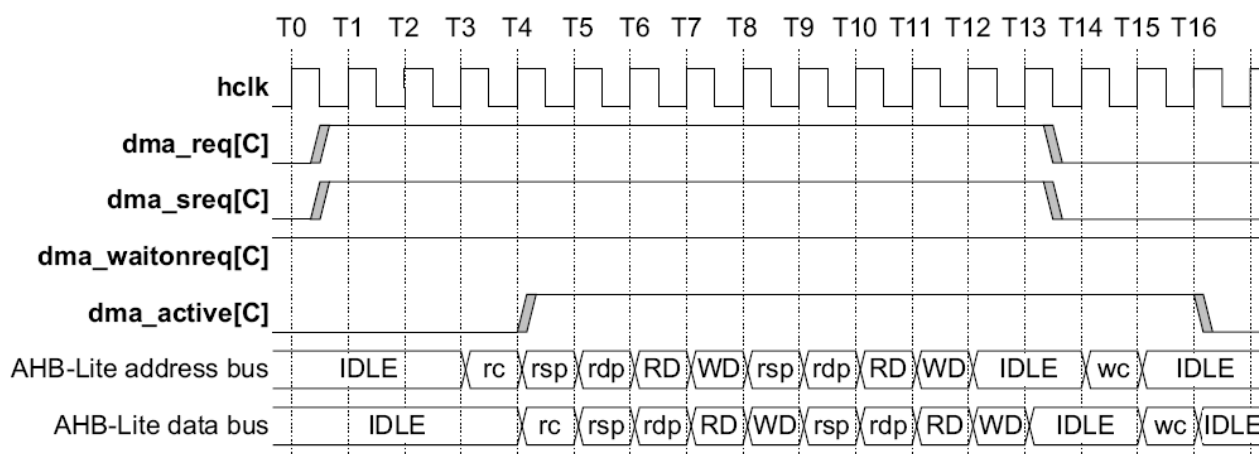 T0 T1 T2 T3 T4 T5 T6 T7 T8 T9 T10 T11 T12 T13 T14 T15 T16
hclk
dma_req[C]
dma_sreq[C]
dma_waitonreq[C]
dma_active[C]
AHB-Lite address bus IDLE rc rsp rdp RD WD rsp rdp RD WD IDLE wc IDLE
AHB-Lite data bus IDLE rc rsp rdp RD WD rsp rdp RD WD IDLE wc IDLE